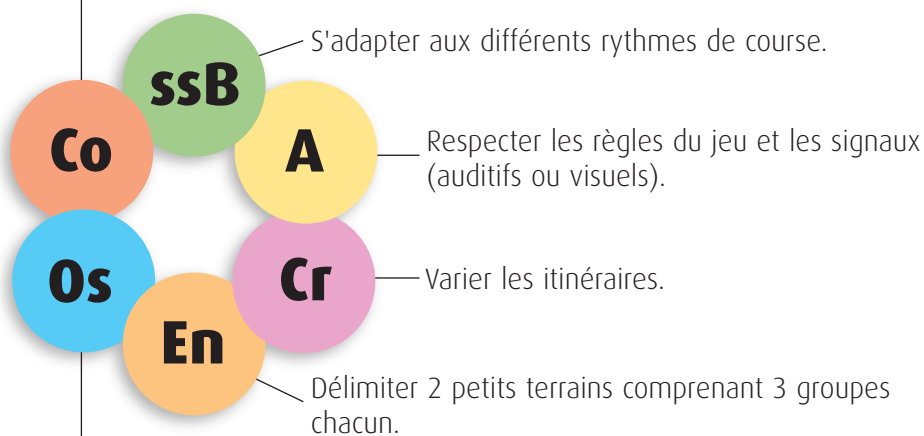 ssB
S'adapter aux différents rythmes de course.
Co
A
Respecter les règles du jeu et les signaux
(auditifs ou visuels).
Os
Cr
Varier les itinéraires.
En
Délimiter 2 petits terrains comprenant 3 groupes
chacun.